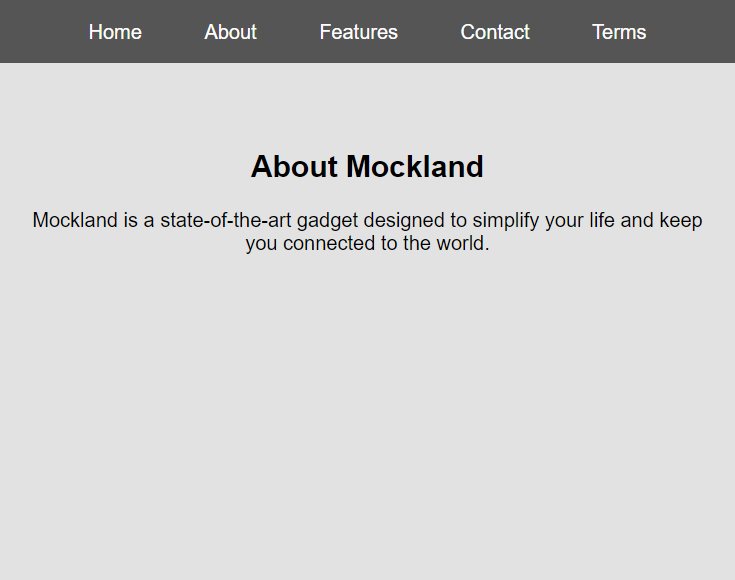 Home About Features Contact Terms
About Mockland
Mockland is a state-of-the-art gadget designed to simplify your life and keep
you connected to the world.